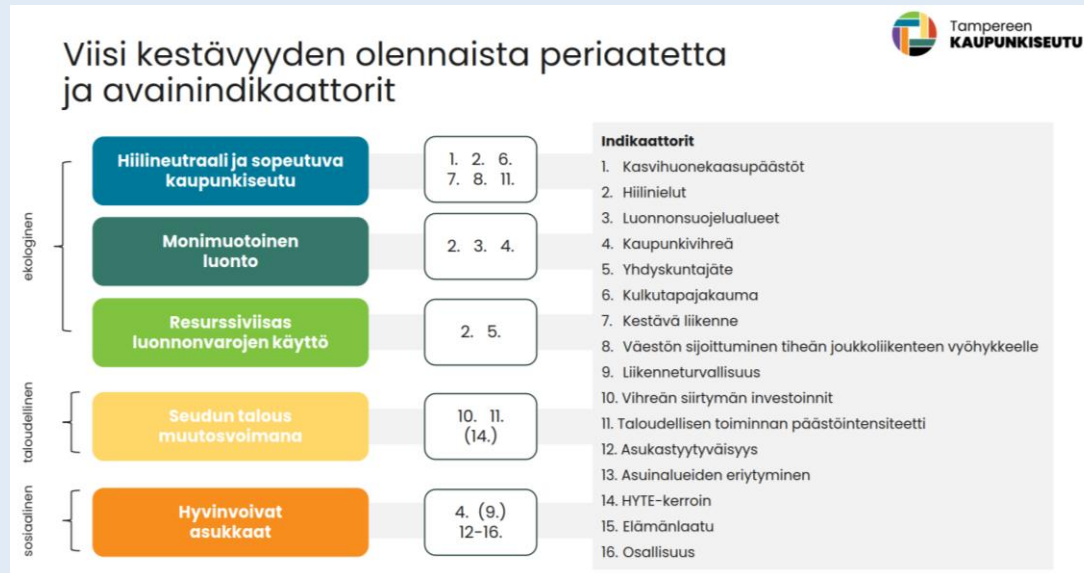 Tampereen
KAUPUNKISEUTU
Viisi kestävyyden olennaista periaatetta
ja avainindikaattorit
ekologinen
Hiilineutraali ja sopeutuva
kaupunkiseutu
1. 2. 6.
7. 8. 11.
Monimuotoinen
luonto
2. 3. 4.
Resurssiviisas
luonnonvarojen käyttö
2. 5.
taloudellinen
Seudun talous
muutosvoimana
10. 11.
(14.)
sosiaalinen
Hyvinvoivat
asukkaat
4. (9.)
12-16.
Indikaattorit
1. Kasvihuonekaasupäästöt
2. Hiilinielut
3. Luonnonsuojelualueet
4. Kaupunkivihreä
5. Yhdyskuntajäte
6. Kulkutapajakauma
7. Kestävä liikenne
8. Väestön sijoittuminen tiheän joukkoliikenteen vyöhykkeelle
9. Liikenneturvallisuus
10. Vihreän siirtymän investoinnit
11. Taloudellisen toiminnan päästöintensiteetti
12. Asukastyytyväisyys
13. Asuinalueiden eriytyminen
14. HYTE-kerroin
15. Elämänlaatu
16. Osallisuus